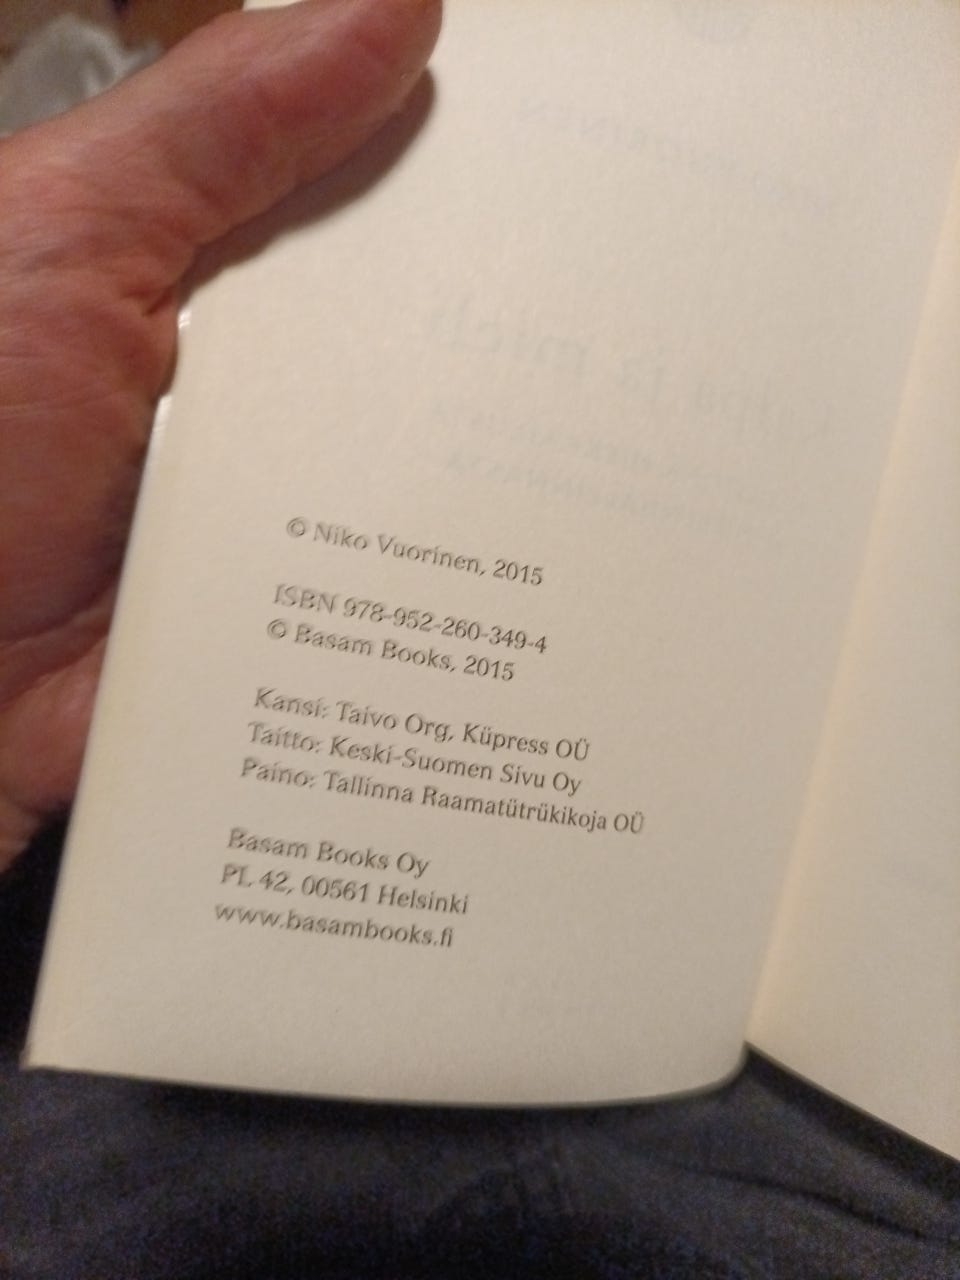 © Niko Vuorinen, 2015
ISBN 978-952-260-349-4
© Basam Books, 2015
Kansi: Taivo Org, Küpress OÜ
Taitto: Keski-Suomen Sivu Oy
Paino: Tallinna Raamatütrükikoja OÜ
Basam Books Oy
PL 42, 00561 Helsinki
www.basambooks.fi